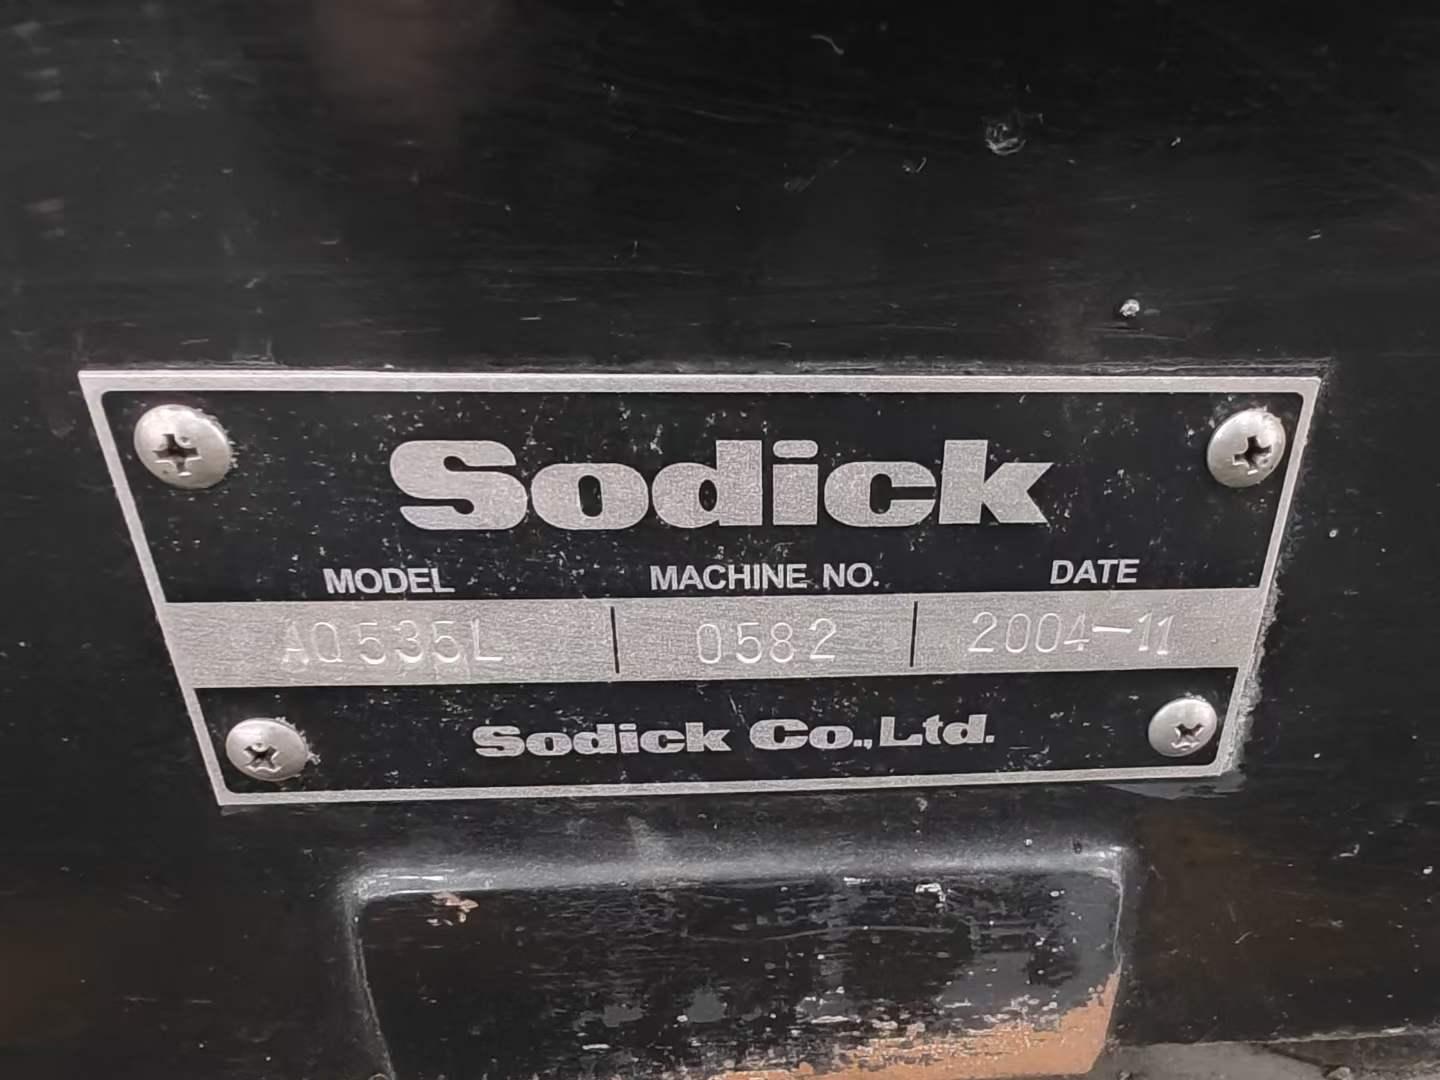 Sodick
MODEL MACHINE NO. DATE
AQ535L 0582 2004-11
Sodick Co., Ltd.